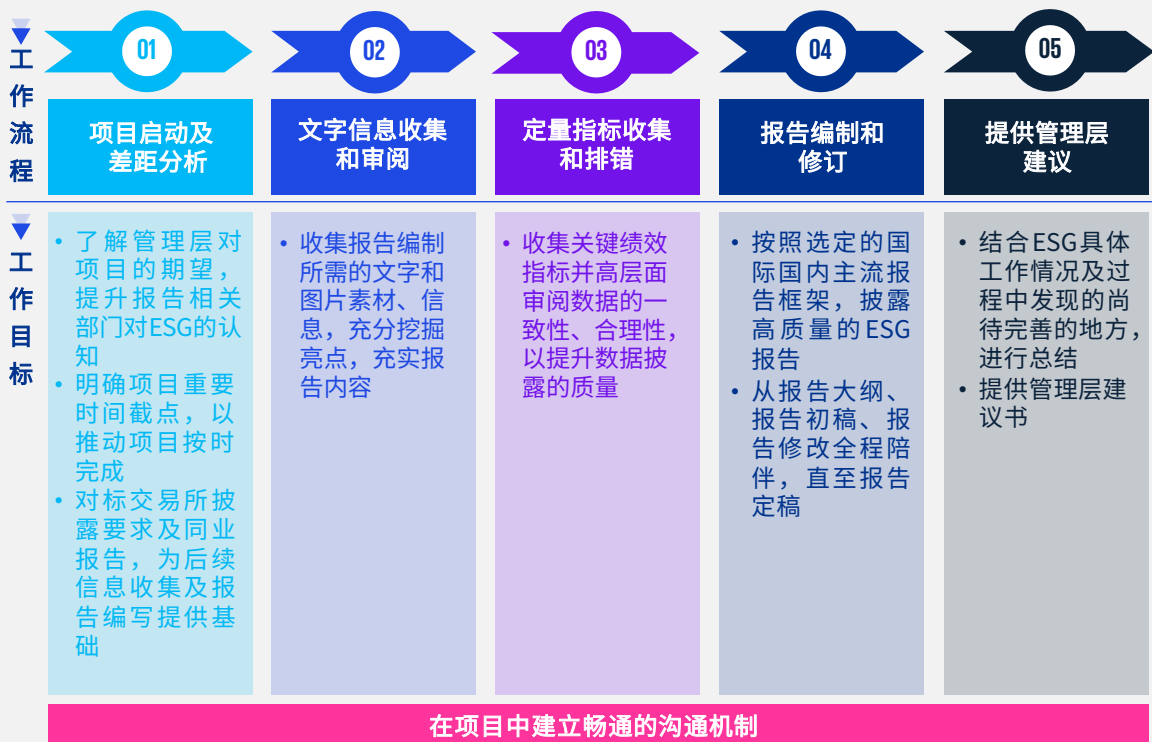 工作流程
01
02
03
04
05
项目启动及
差距分析
文字信息收集
和审阅
定量指标收集
和排错
报告编制和
修订
提供管理层
建议
工作目标
• 了解管理层对
项目的期望，
提升报告相关
部门对ESG的认
知
• 明确项目重要
时间截点，以
推动项目按时
完成
• 对标交易所披
露要求及同业
报告，为后续
信息收集及报
告编写提供基
础
• 收集报告编制
所需的文字和
图片素材、信
息，充分挖掘
亮点，充实报
告内容
• 收集关键绩效
指标并高层面
审阅数据的一
致性、合理性，
以提升数据披
露的质量
• 按照选定的国
际国内主流报
告框架，披露
高质量的ESG
报告
• 从报告大纲、
报告初稿、报
告修改全程陪
伴，直至报告
定稿
• 结合ESG具体
工作情况及过
程中发现的尚
待完善的地方，
进行总结
• 提供管理层建
议书
在项目中建立畅通的沟通机制